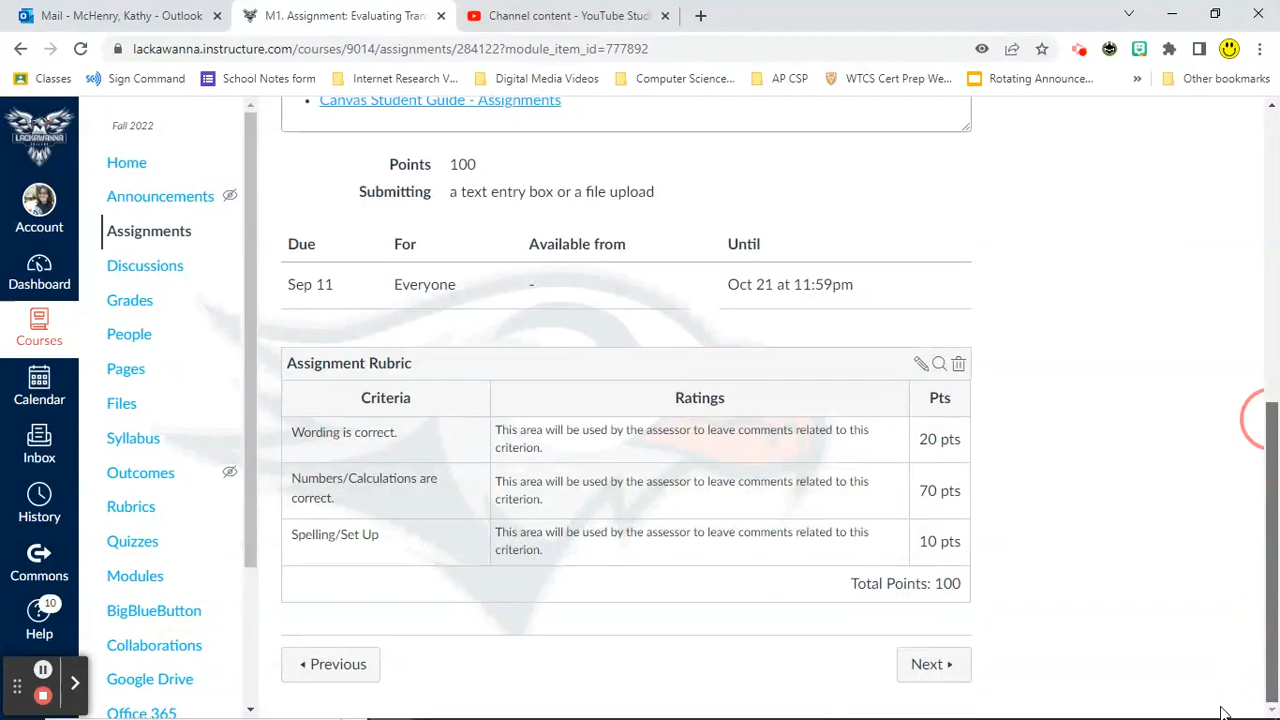 Mail - McHenry, Kathy - Outlook
M1. Assignment: Evaluating Tran
Channel content - YouTube Stud
lackawanna.instructure.com/courses/9014/assignments/284122?module_item_id=777892
Classes
Sign Command
School Notes form
Internet Research V...
Digital Media Videos
Computer Science...
AP CSP
WTCS Cert Prep We...
Rotating Announce...
»
Other bookmarks
LACKAWANNA
COLLEGE
Account
Dashboard
Courses
Calendar
Inbox
History
Commons
10
Help
Fall 2022
Home
Announcements
Assignments
Discussions
Grades
People
Pages
Files
Syllabus
Outcomes
Rubrics
Quizzes
Modules
BigBlueButton
Collaborations
Google Drive
Office 365
Canvas Student Guide - Assignments
Points 100
Submitting a text entry box or a file upload
Due For Available from Until
Sep 11 Everyone - Oct 21 at 11:59pm
Assignment Rubric
Criteria Ratings Pts
Wording is correct.
This area will be used by the assessor to leave comments related to this
criterion.
20 pts
Numbers/Calculations are
correct.
This area will be used by the assessor to leave comments related to this
criterion.
70 pts
Spelling/Set Up
This area will be used by the assessor to leave comments related to this
criterion.
10 pts
Total Points: 100
Previous
Next